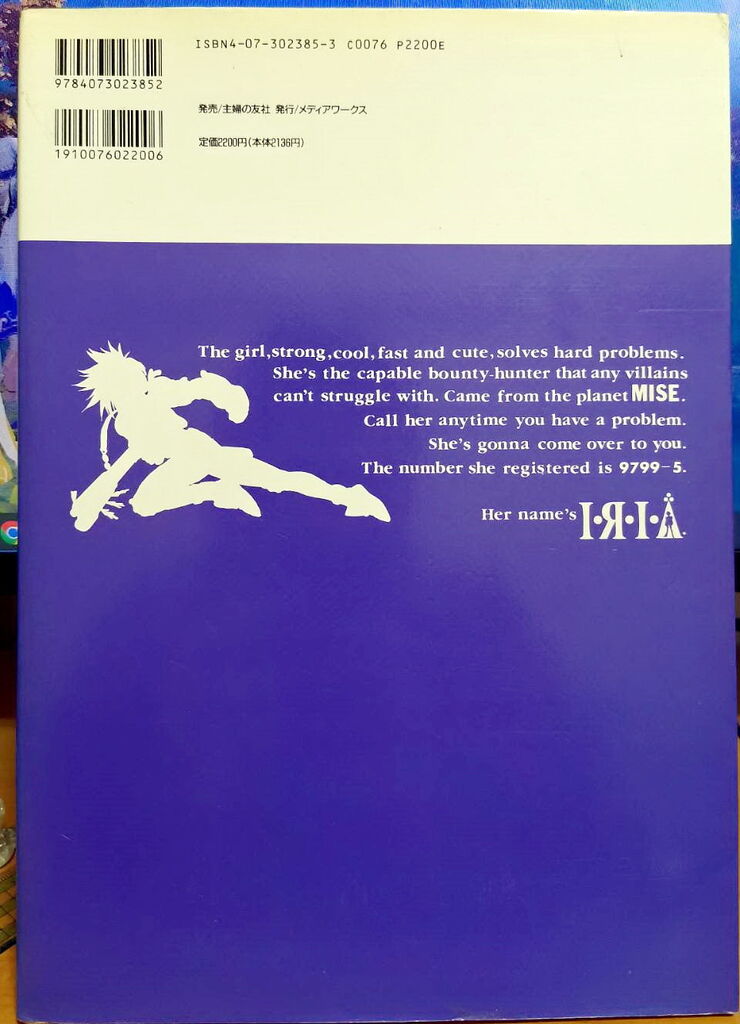 ISBN4-07-302385-3 C0076 P2200E
9784073023852
発売/主婦の友社 発行/メディアワークス
定価2200円(本体2136円)
1910076022006
The girl,strong,cool,fast and cute,solves hard problems.
She's the capable bounty-hunter that any villains
can't struggle with. Came from the planet MISE.
Call her anytime you have a problem.
She's gonna come over to you.
The number she registered is 9799-5.
Her name's I·Я·I·A.